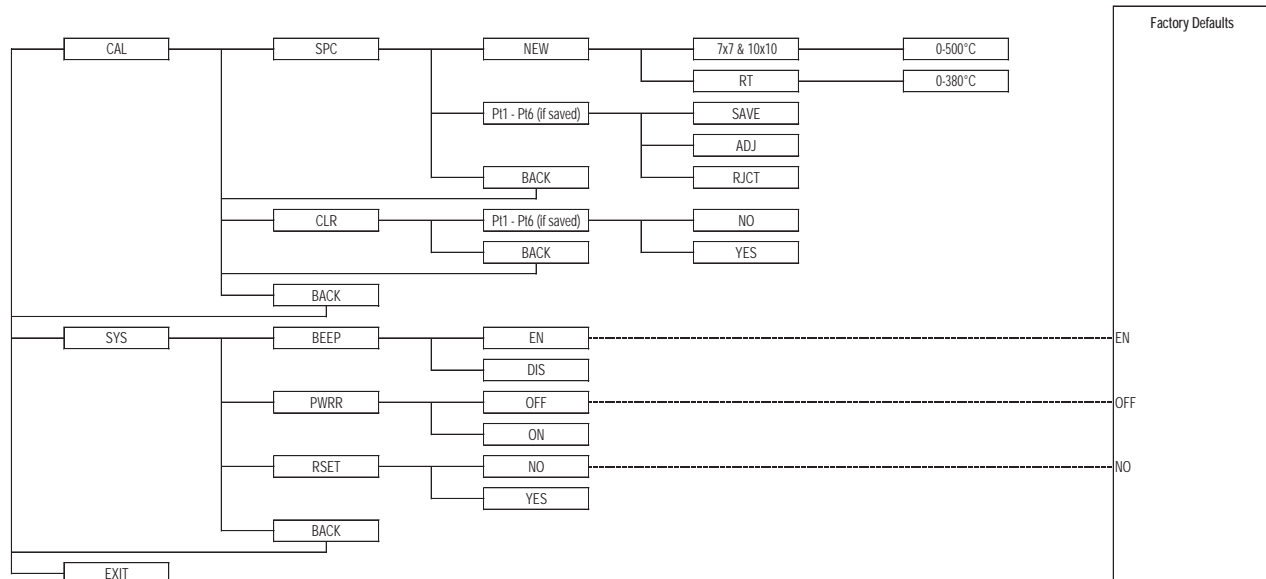 Factory Defaults
CAL SPC NEW 7x7 & 10x10 0-500°C
RT 0-380°C
Pt1 - Pt6 (if saved) SAVE
ADJ
BACK RJCT
CLR Pt1 - Pt6 (if saved) NO
BACK YES
BACK
SYS BEEP EN EN
DIS
PWRR OFF OFF
ON
RSET NO NO
YES
BACK
EXIT